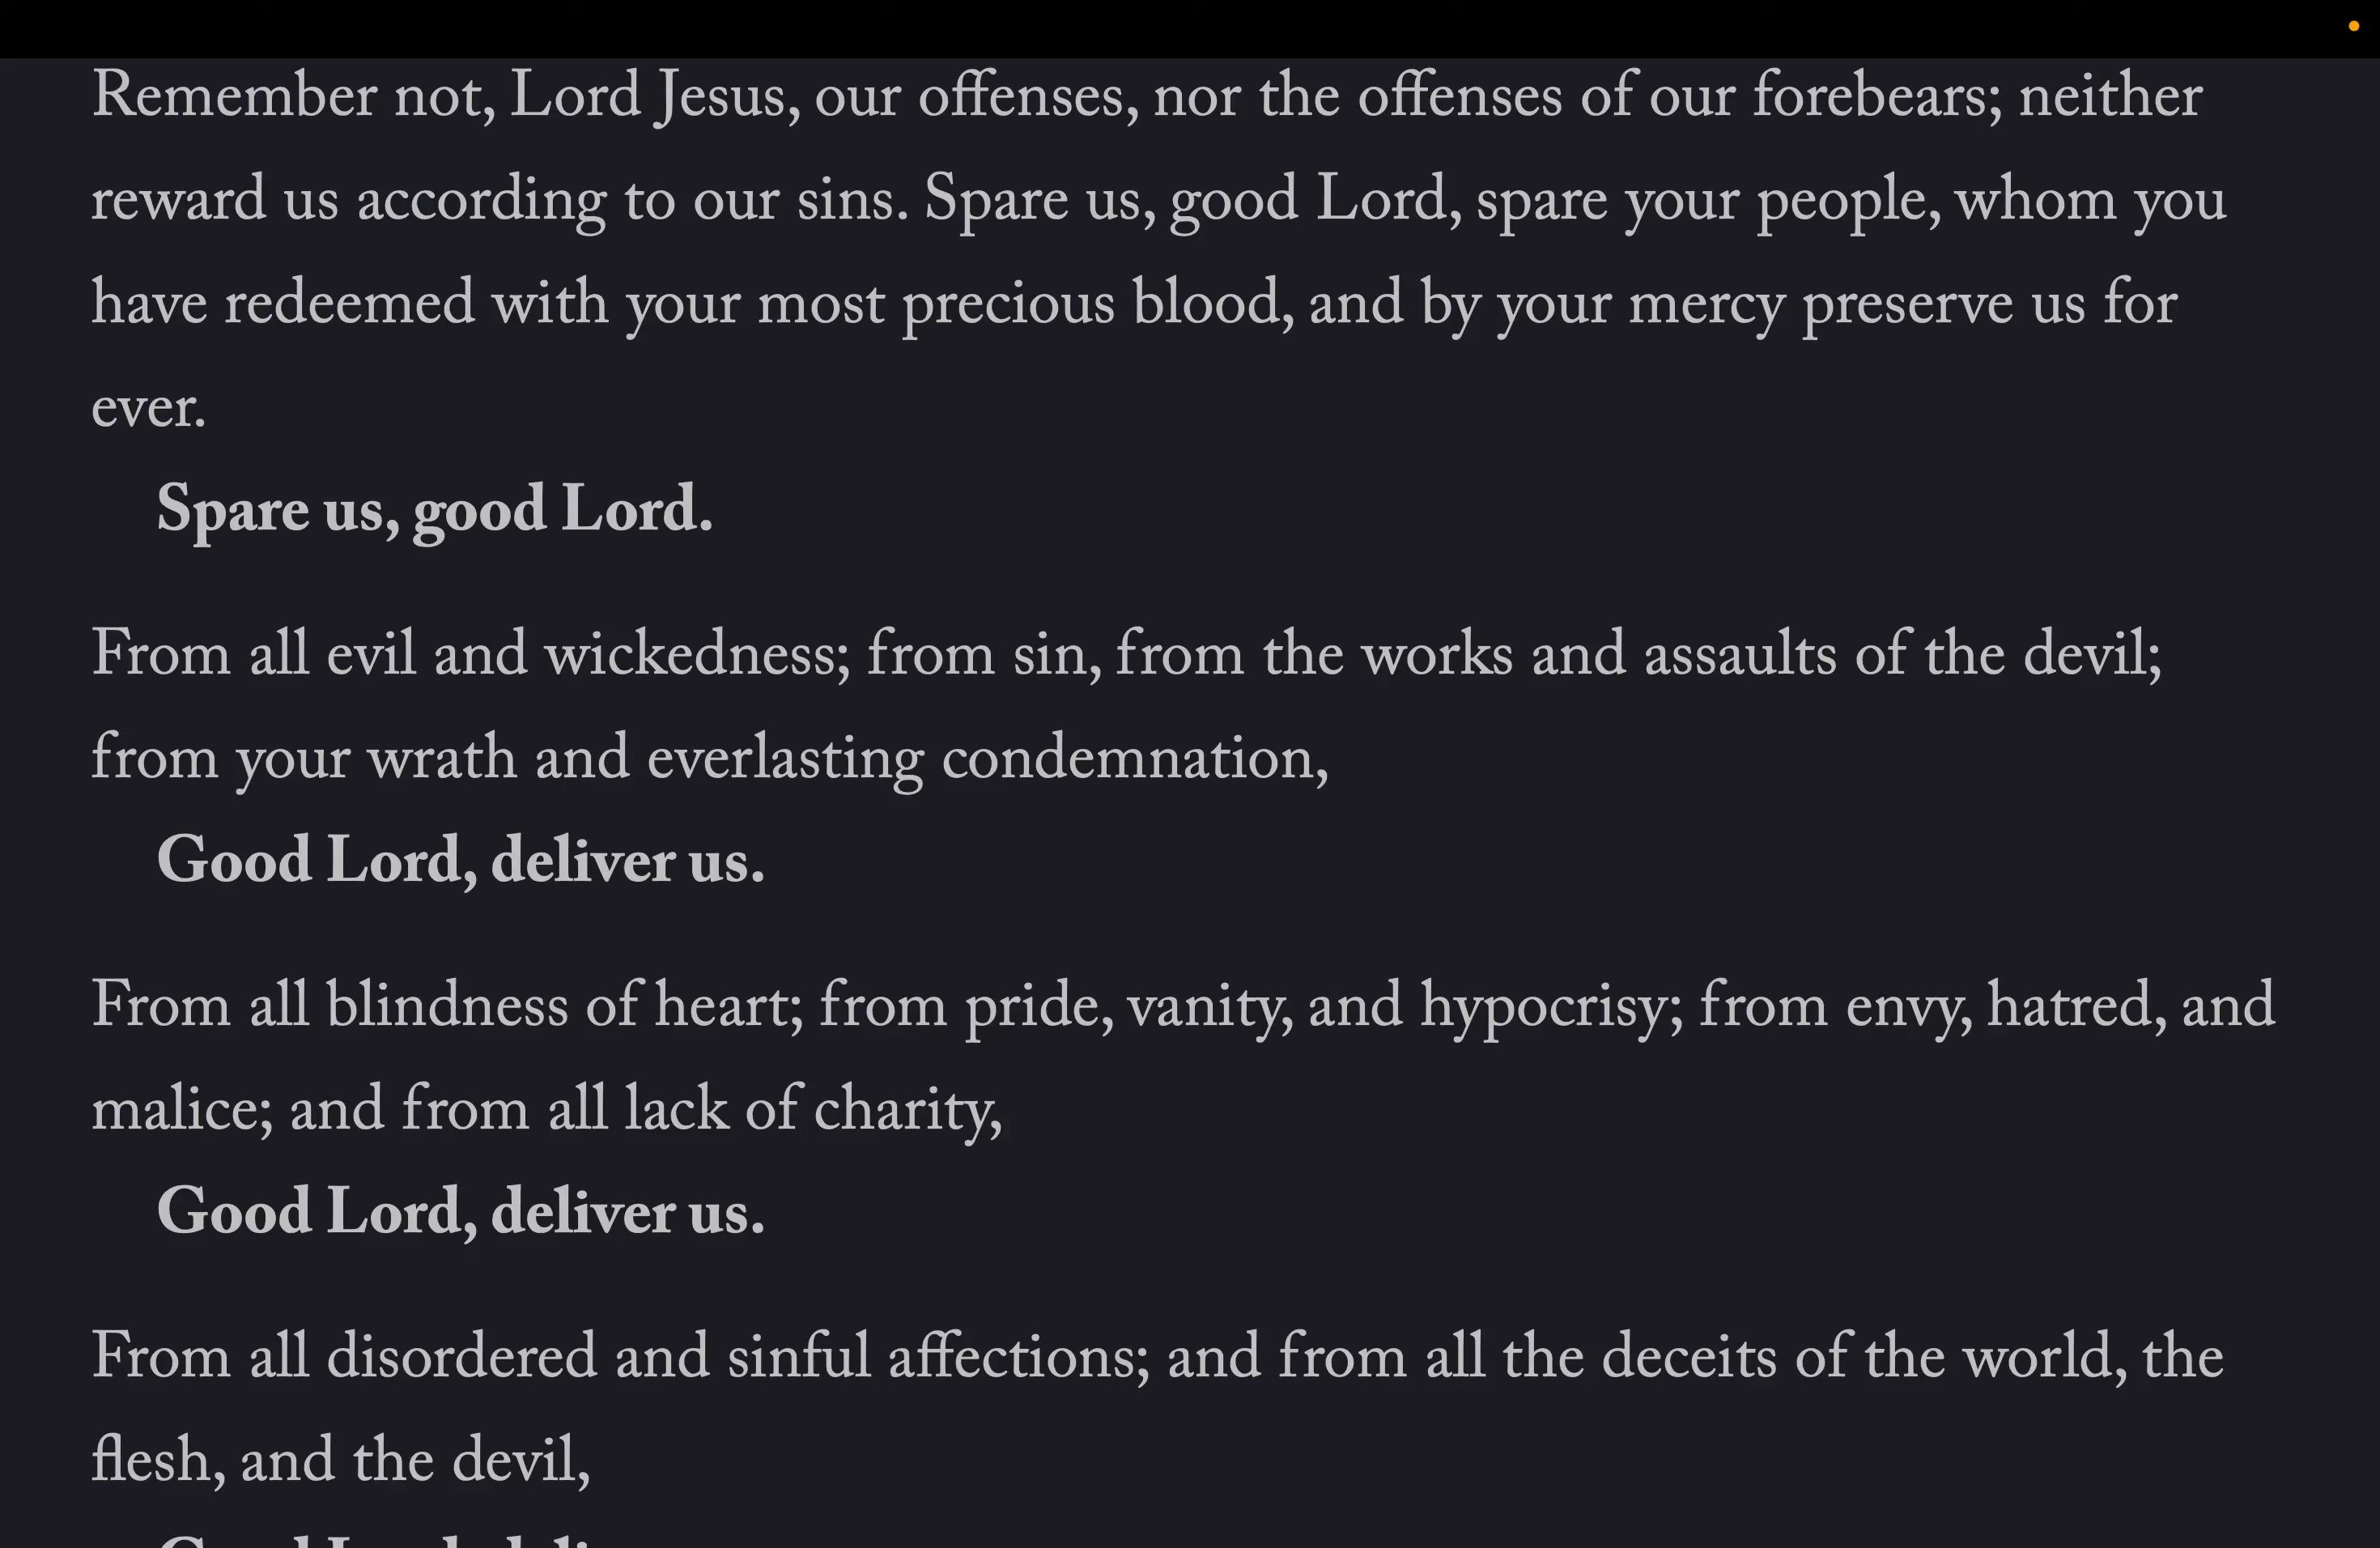 Remember not, Lord Jesus, our offenses, nor the offenses of our forebears; neither
reward us according to our sins. Spare us, good Lord, spare your people, whom you
have redeemed with your most precious blood, and by your mercy preserve us for
ever.
Spare us, good Lord.
From all evil and wickedness; from sin, from the works and assaults of the devil;
from your wrath and everlasting condemnation,
Good Lord, deliver us.
From all blindness of heart; from pride, vanity, and hypocrisy; from envy, hatred, and
malice; and from all lack of charity,
Good Lord, deliver us.
From all disordered and sinful affections; and from all the deceits of the world, the
flesh, and the devil,